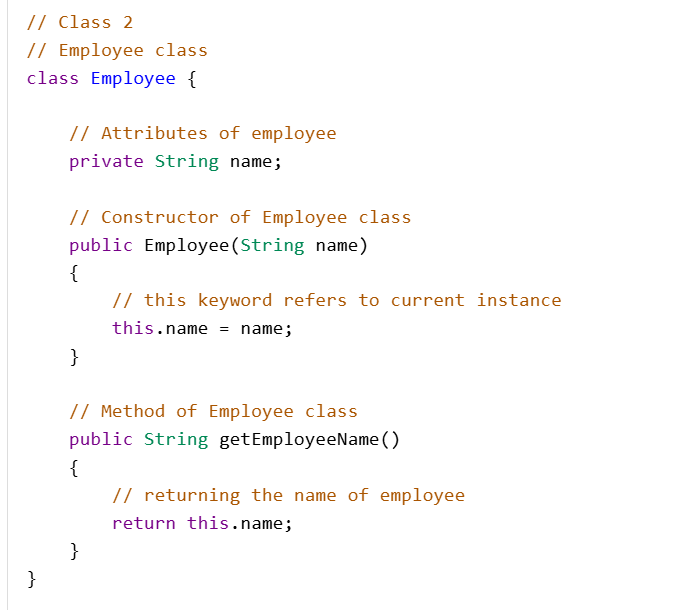 // Class 2
// Employee class
class Employee {
// Attributes of employee
private String name;
// Constructor of Employee class
public Employee(String name)
{
// this keyword refers to current instance
this.name = name;
}
// Method of Employee class
public String getEmployeeName()
{
// returning the name of employee
return this.name;
}
}